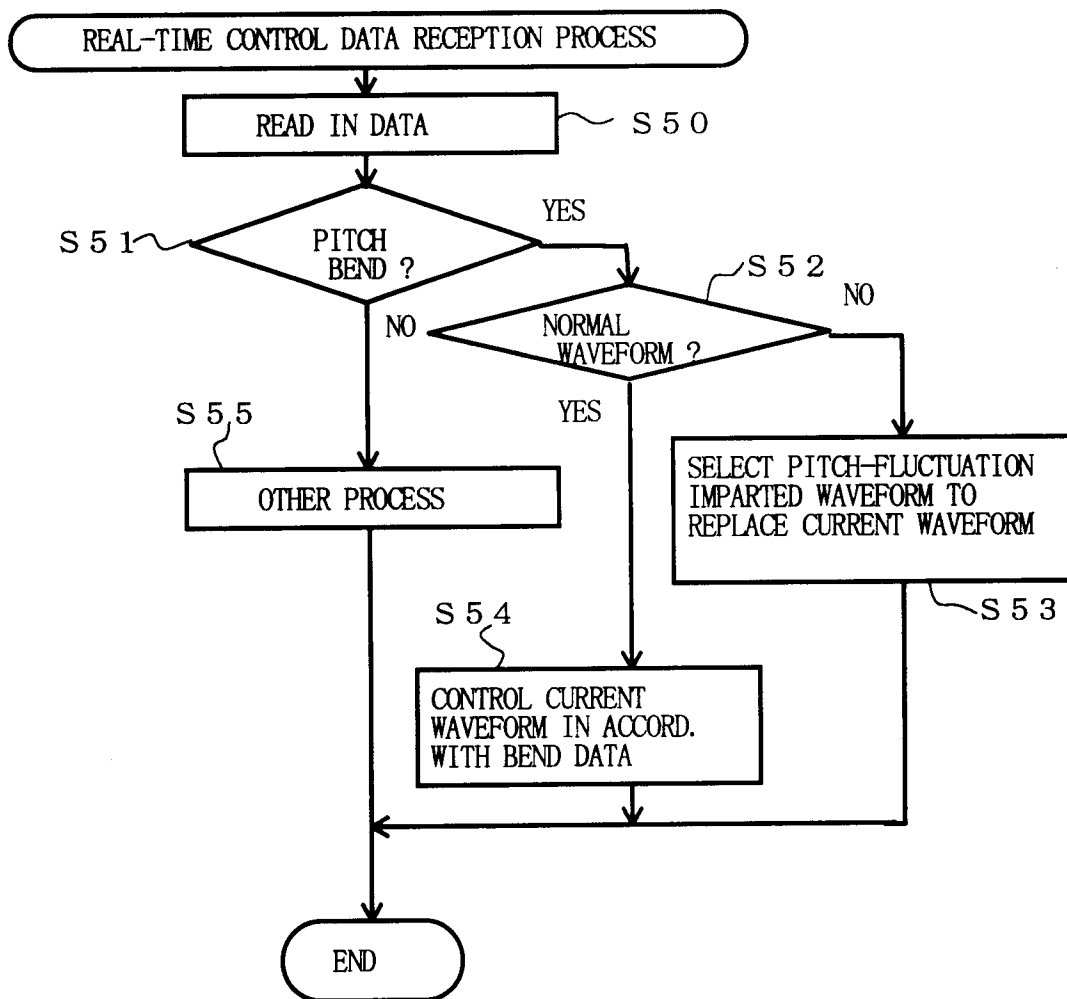 REAL-TIME CONTROL DATA RECEPTION PROCESS
READ IN DATA
S50
S51
PITCH
BEND ?
YES
NO
S52
NORMAL
WAVEFORM ?
NO
YES
S55
OTHER PROCESS
SELECT PITCH-FLUCTUATION
IMPARTED WAVEFORM TO
REPLACE CURRENT WAVEFORM
S53
S54
CONTROL CURRENT
WAVEFORM IN ACCORD.
WITH BEND DATA
END